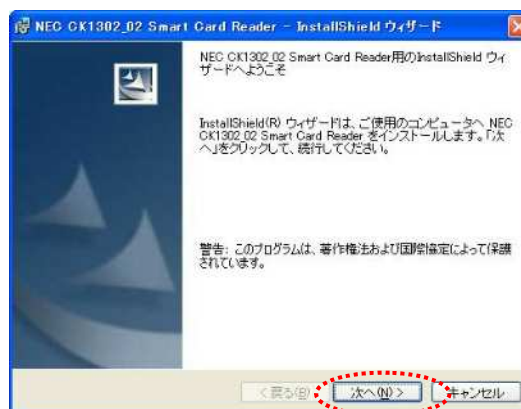 NEC CK1302_02 Smart Card Reader - InstallShield ウィザード
NEC CK1302_02 Smart Card Reader用のInstallShield ウィ
ザードへようこそ
InstallShield(R) ウィザードは、ご使用のコンピュータへ NEC
CK1302_02 Smart Card Reader をインストールします。「次
へ」をクリックして、続行してください。
警告: このプログラムは、著作権法および国際協定によって保護
されています。
< 戻る(B) 次へ(N) > キャンセル